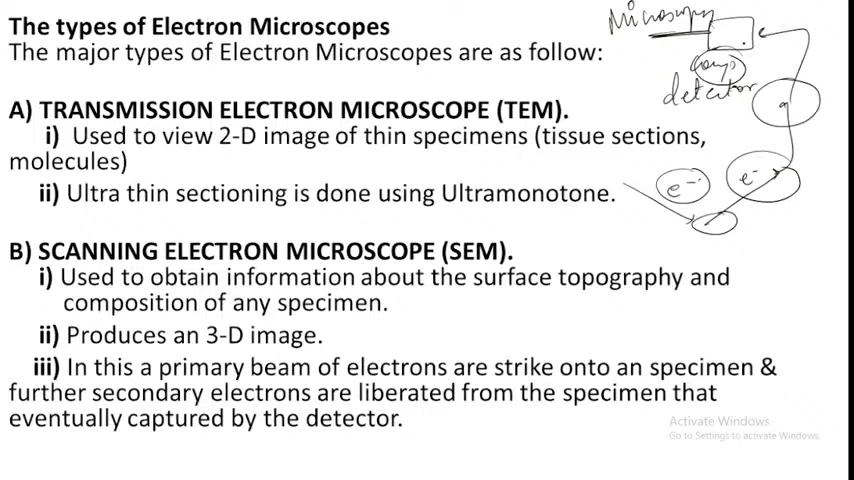 The types of Electron Microscopes
The major types of Electron Microscopes are as follow:
A) TRANSMISSION ELECTRON MICROSCOPE (TEM).
i) Used to view 2-D image of thin specimens (tissue sections,
molecules)
ii) Ultra thin sectioning is done using Ultramonotone.
B) SCANNING ELECTRON MICROSCOPE (SEM).
i) Used to obtain information about the surface topography and
composition of any specimen.
ii) Produces an 3-D image.
iii) In this a primary beam of electrons are strike onto an specimen &
further secondary electrons are liberated from the specimen that
eventually captured by the detector.
Microscopy
detector
e-
e-
Activate Windows
Go to Settings to activate Windows.